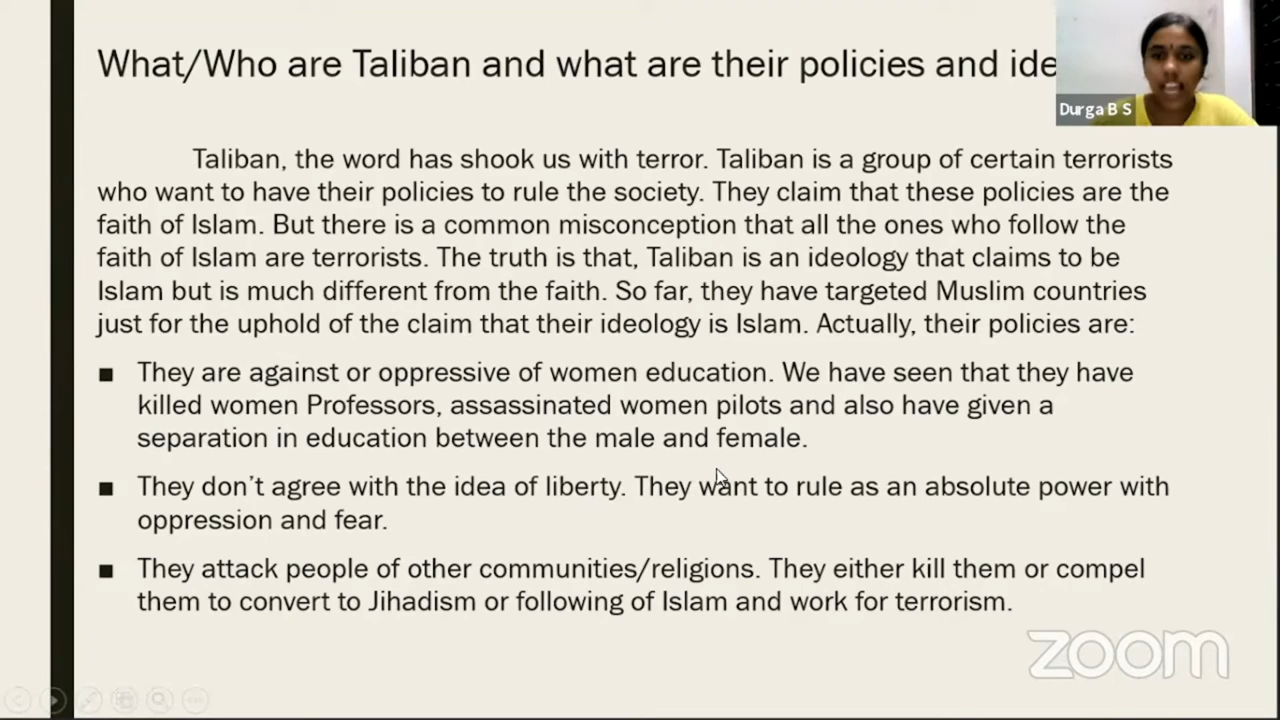 What/Who are Taliban and what are their policies and ide
Durga B S
Taliban, the word has shook us with terror. Taliban is a group of certain terrorists
who want to have their policies to rule the society. They claim that these policies are the
faith of Islam. But there is a common misconception that all the ones who follow the
faith of Islam are terrorists. The truth is that, Taliban is an ideology that claims to be
Islam but is much different from the faith. So far, they have targeted Muslim countries
just for the uphold of the claim that their ideology is Islam. Actually, their policies are:
■ They are against or oppressive of women education. We have seen that they have
killed women Professors, assassinated women pilots and also have given a
separation in education between the male and female.
■ They don't agree with the idea of liberty. They want to rule as an absolute power with
oppression and fear.
■ They attack people of other communities/religions. They either kill them or compel
them to convert to Jihadism or following of Islam and work for terrorism.
zoom